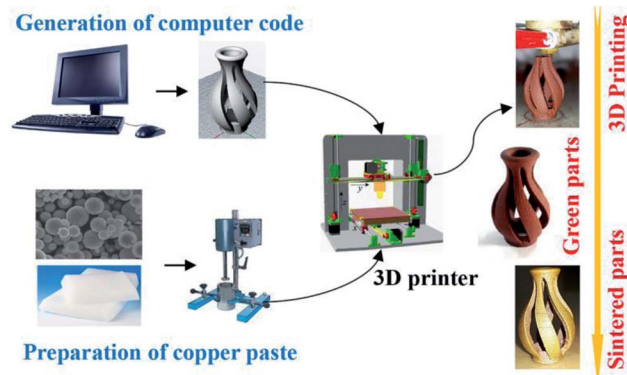 Generation of computer code
3D Printing
Green parts
y
z
x
3D printer
Sintered parts
Preparation of copper paste